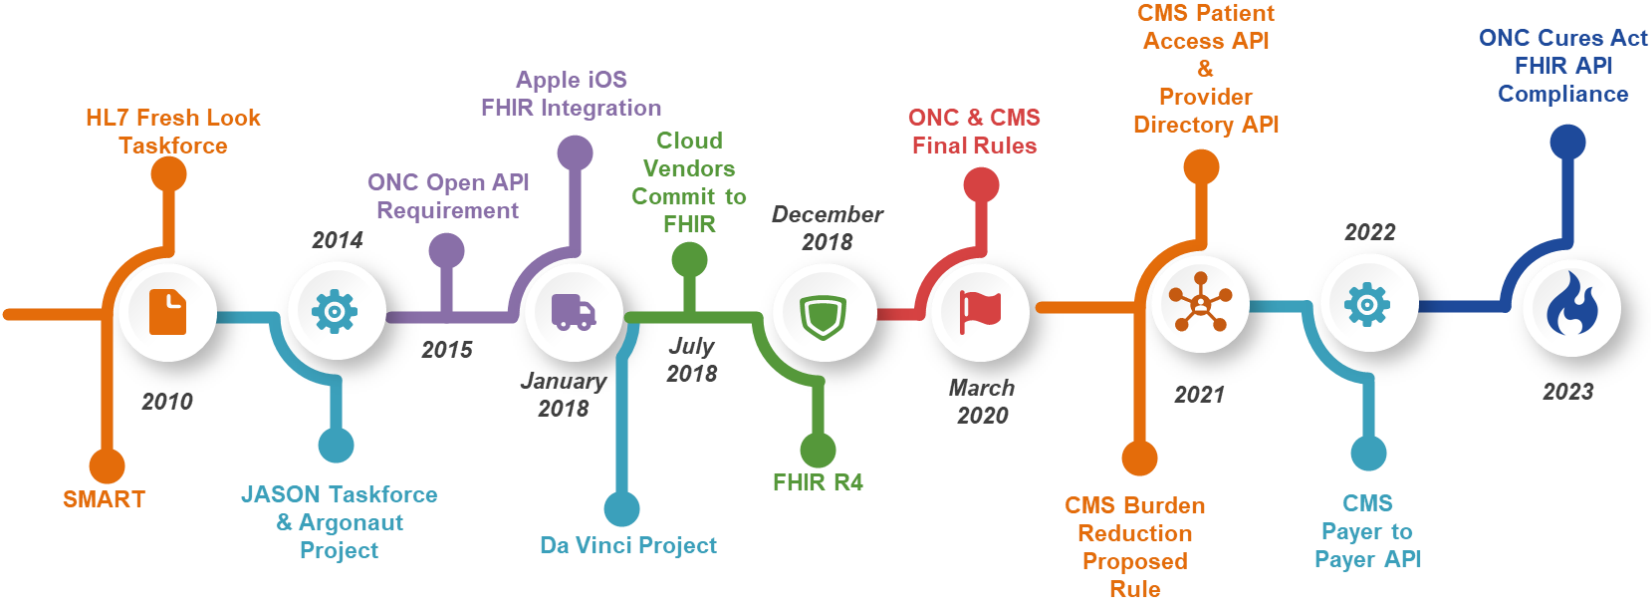 HL7 Fresh Look
Taskforce
2010
SMART
2014
JASON Taskforce
& Argonaut
Project
ONC Open API
Requirement
2015
Apple iOS
FHIR Integration
January
2018
Da Vinci Project
Cloud
Vendors
Commit to
FHIR
July
2018
December
2018
FHIR R4
ONC & CMS
Final Rules
March
2020
CMS Patient
Access API
&
Provider
Directory API
2021
CMS Burden
Reduction
Proposed
Rule
2022
CMS
Payer to
Payer API
ONC Cures Act
FHIR API
Compliance
2023